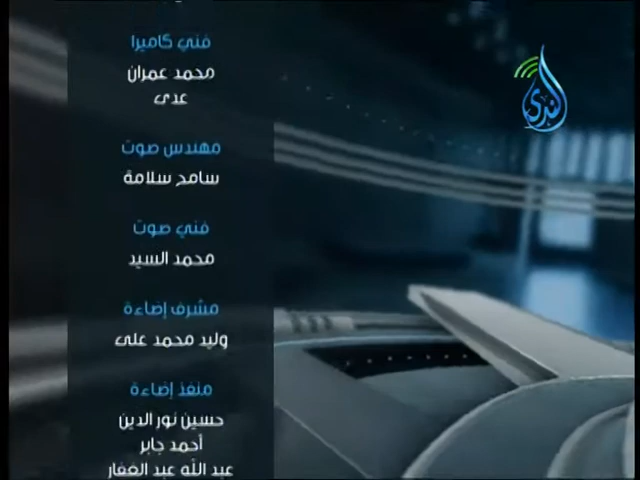 فني كاميرا
الندى
محمد عمران
عدى
مهندس صوت
سامح سلامة
فني صوت
محمد السيد
مشرف إضاءة
وليد محمد على
منفذ إضاءة
حسين نور الدين
أحمد جابر
عبد الله عبد الغفار